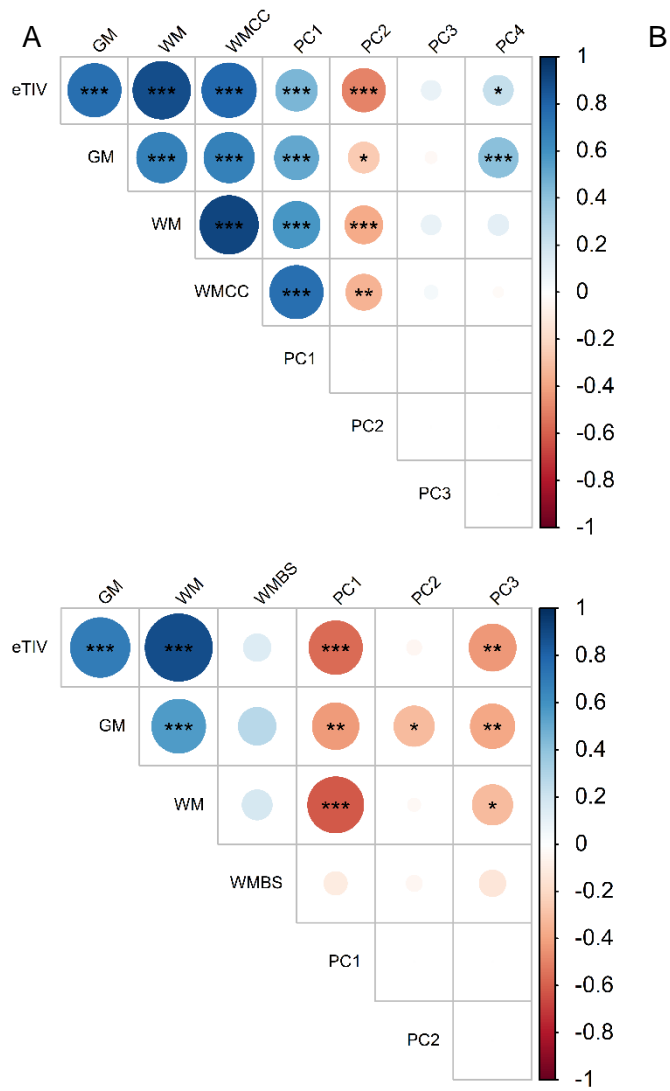 A B
GM WM WMCC PC1 PC2 PC3 PC4
eTIV *** *** *** *** *** * 1
0.8
GM *** *** *** * *** 0.6
0.4
WM *** *** *** 0.2
WMCC *** ** 0
-0.2
PC1 -0.4
PC2 -0.6
PC3 -0.8
-1
GM WM WMBS PC1 PC2 PC3
eTIV *** *** *** ** 1
0.8
GM *** ** * ** 0.6
0.4
WM *** * 0.2
0
WMBS -0.2
PC1 -0.4
-0.6
PC2 -0.8
-1